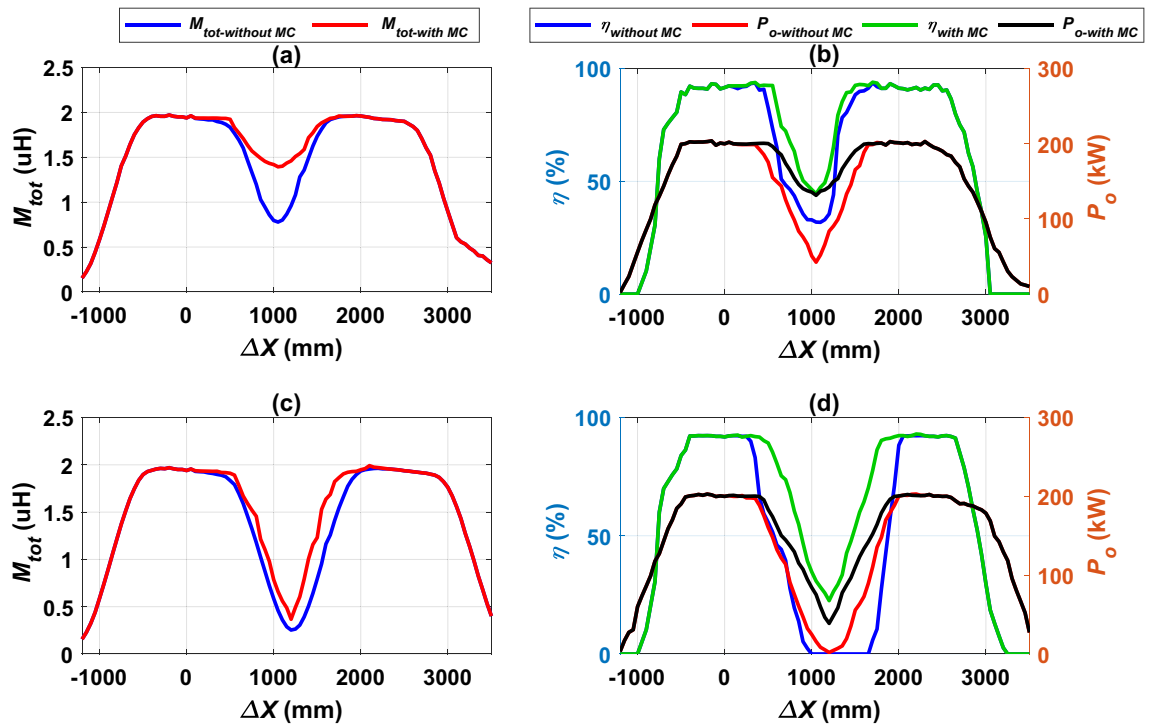 M_tot-without MC M_tot-with MC
η_without MC P_o-without MC η_with MC P_o-with MC
(a)
2.5
2
1.5
1
0.5
0
M_tot (uH)
-1000 0 1000 2000 3000
ΔX (mm)
(b)
100
50
0
η (%)
300
200
100
0
P_o (kW)
-1000 0 1000 2000 3000
ΔX (mm)
(c)
2.5
2
1.5
1
0.5
0
M_tot (uH)
-1000 0 1000 2000 3000
ΔX (mm)
(d)
100
50
0
η (%)
300
200
100
0
P_o (kW)
-1000 0 1000 2000 3000
ΔX (mm)